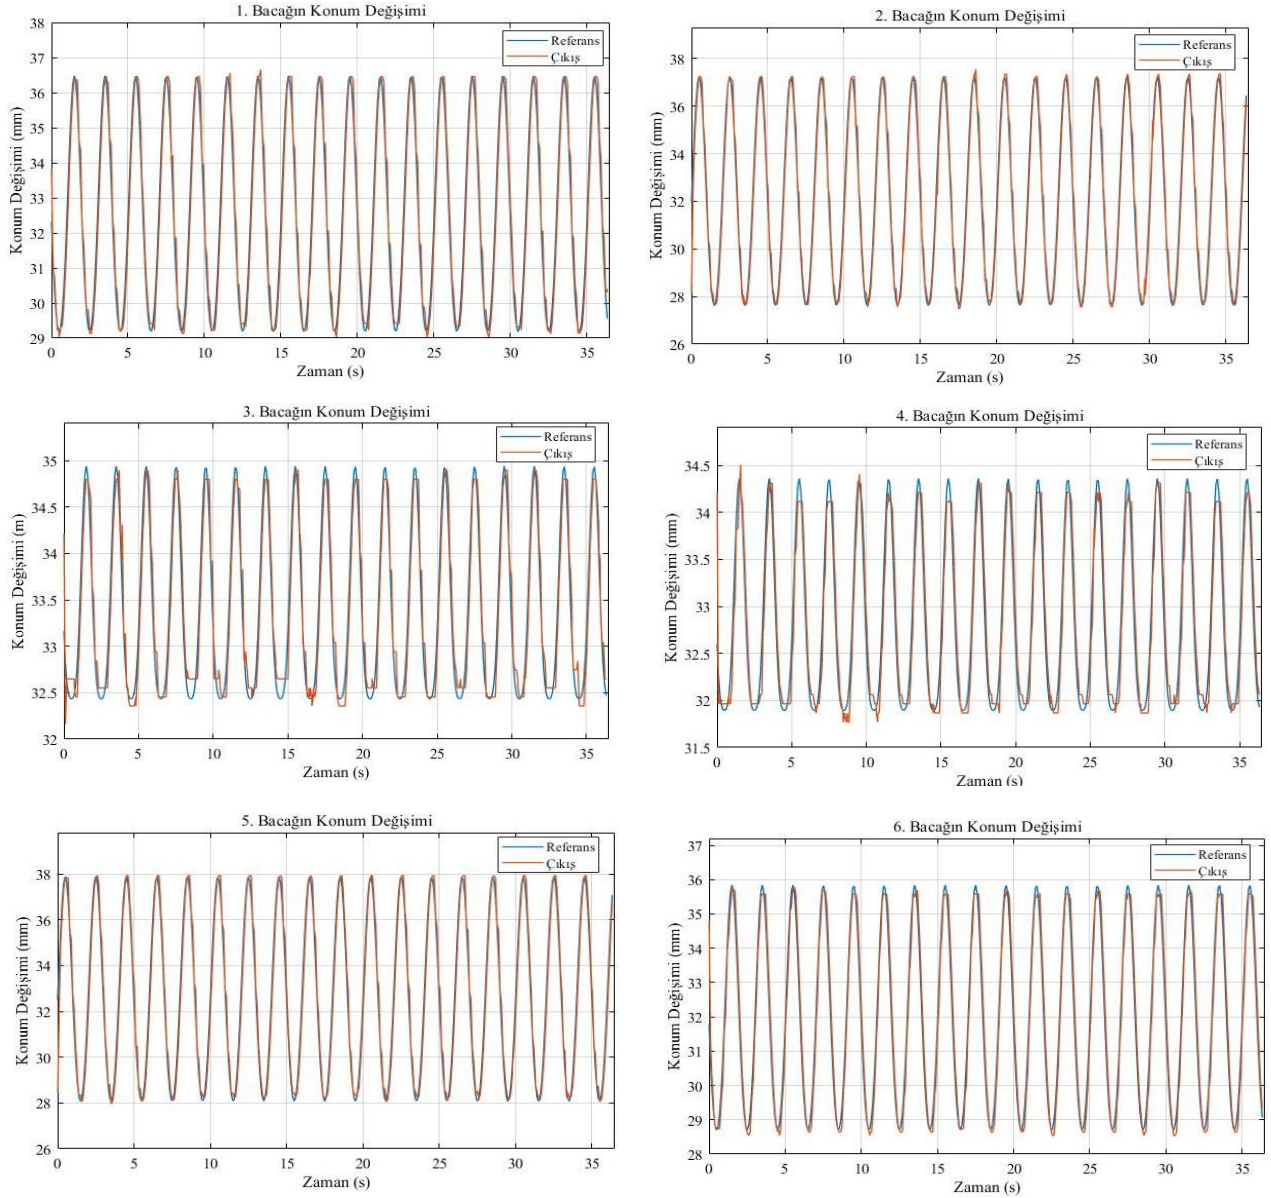 1. Bacağın Konum Değişimi
38
37
36
35
34
33
32
31
30
29
Konum Değişimi (mm)
Referans
Çıkış
0 5 10 15 20 25 30 35
Zaman (s)
2. Bacağın Konum Değişimi
38
36
34
32
30
28
26
Konum Değişimi (mm)
Referans
Çıkış
0 5 10 15 20 25 30 35
Zaman (s)
3. Bacağın Konum Değişimi
35
34.5
34
33.5
33
32.5
32
Konum Değişimi (m)
Referans
Çıkış
0 5 10 15 20 25 30 35
Zaman (s)
4. Bacağın Konum Değişimi
34.5
34
33.5
33
32.5
32
31.5
Konum Değişimi (mm)
Referans
Çıkış
0 5 10 15 20 25 30 35
Zaman (s)
5. Bacağın Konum Değişimi
38
36
34
32
30
28
26
Konum Değişimi (mm)
Referans
Çıkış
0 5 10 15 20 25 30 35
Zaman (s)
6. Bacağın Konum Değişimi
37
36
35
34
33
32
31
30
29
28
Konum Değişimi (mm)
Referans
Çıkış
0 5 10 15 20 25 30 35
Zaman (s)